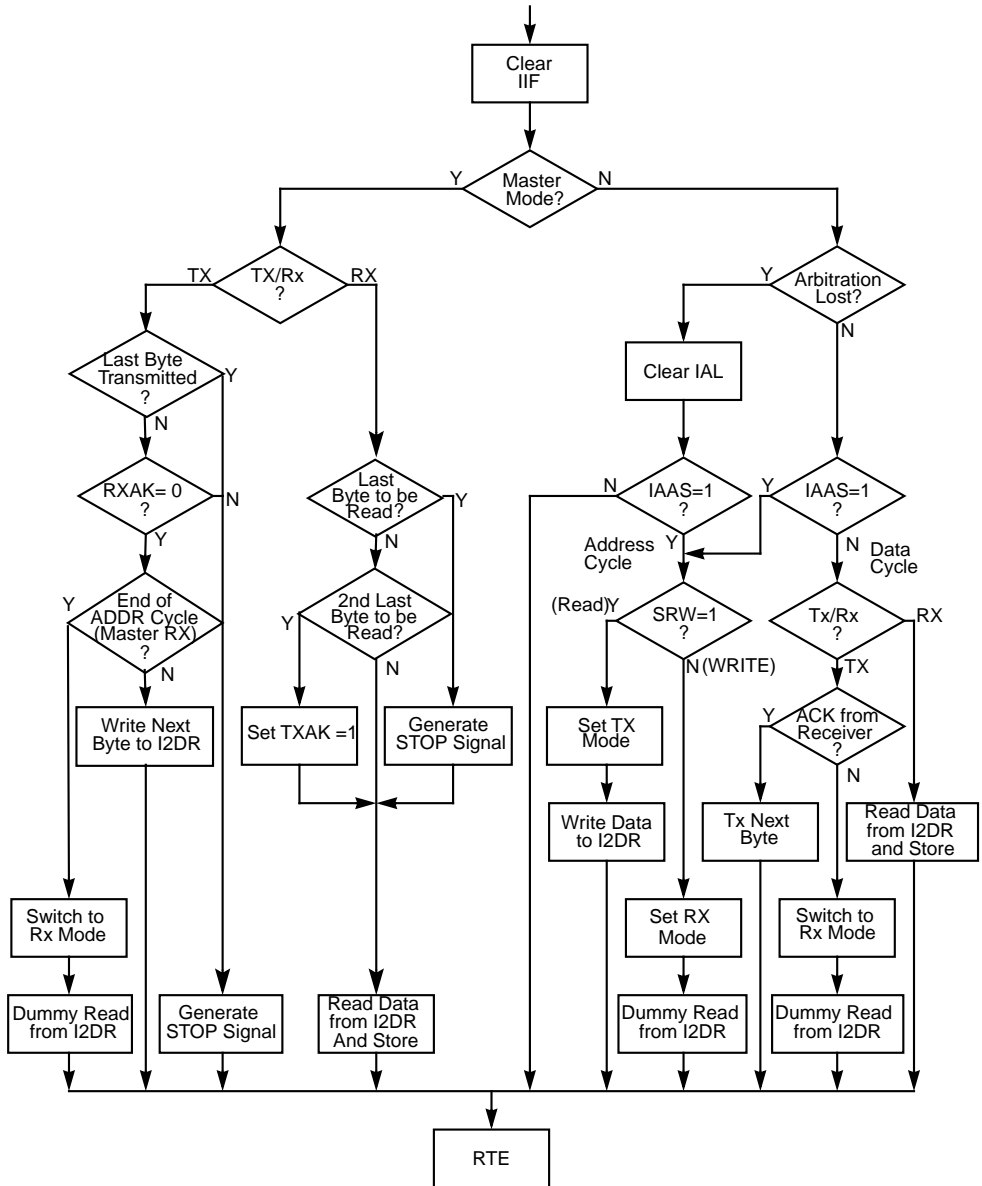 Clear
IIF
Y
Master
Mode?
N
TX
TX/Rx
?
RX
Y
Arbitration
Lost?
N
Last Byte
Transmitted
?
Y
N
Clear IAL
RXAK= 0
?
N
Y
Last
Byte to be
Read?
Y
N
N
IAAS=1
?
Y
Address
Cycle
Y
IAAS=1
?
N
Data
Cycle
Y
End of
ADDR Cycle
(Master RX)
?
N
Y
2nd Last
Byte to be
Read?
N
(Read)
Y
SRW=1
?
N
(WRITE)
Tx/Rx
?
RX
TX
Write Next
Byte to I2DR
Set TXAK =1
Generate
STOP Signal
Set TX
Mode
Y
ACK from
Receiver
?
N
Write Data
to I2DR
Tx Next
Byte
Read Data
from I2DR
and Store
Switch to
Rx Mode
Set RX
Mode
Switch to
Rx Mode
Dummy Read
from I2DR
Generate
STOP Signal
Read Data
from I2DR
And Store
Dummy Read
from I2DR
Dummy Read
from I2DR
RTE